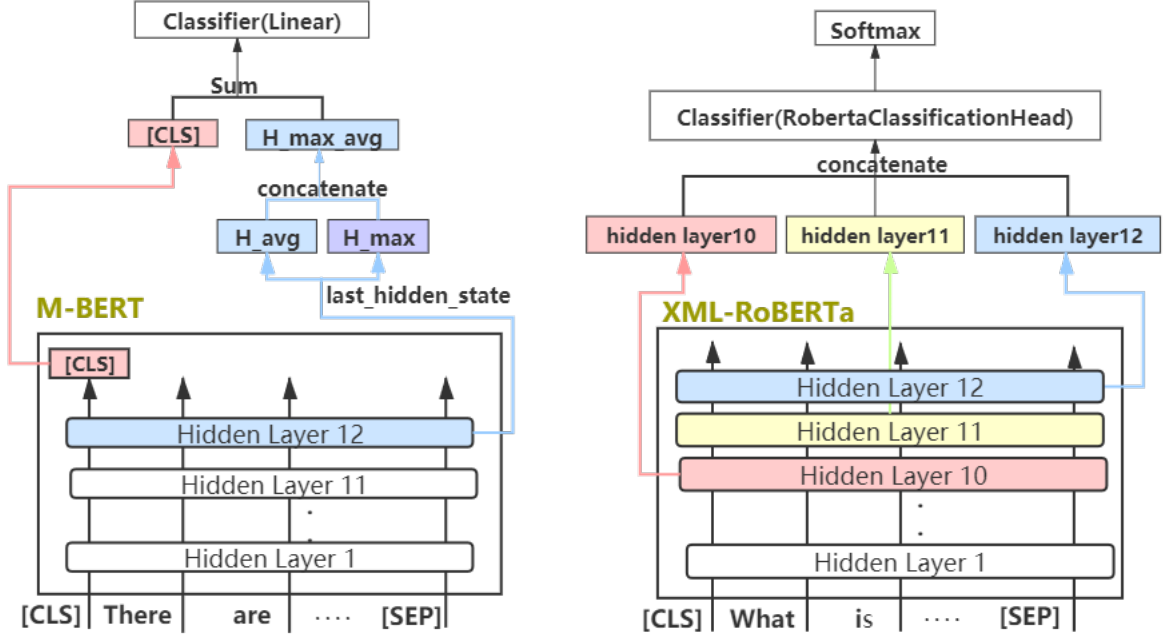 Classifier(Linear)
Sum
[CLS]
H_max_avg
concatenate
H_avg
H_max
last_hidden_state
M-BERT
[CLS]
Hidden Layer 12
Hidden Layer 11
Hidden Layer 1
[CLS] There are ···· [SEP]
Softmax
Classifier(RobertaClassificationHead)
concatenate
hidden layer10
hidden layer11
hidden layer12
XML-RoBERTa
Hidden Layer 12
Hidden Layer 11
Hidden Layer 10
Hidden Layer 1
[CLS] What is ···· [SEP]